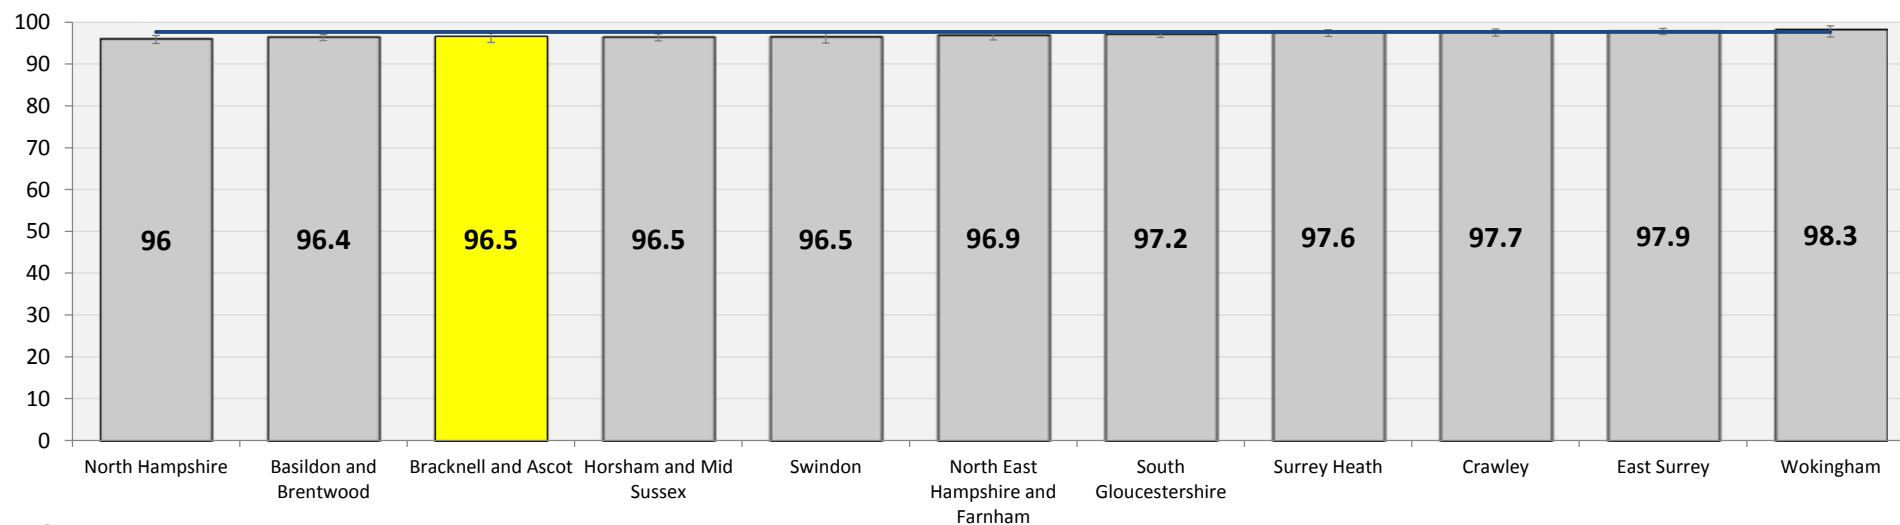 100
90
80
70
60
50
40
30
20
10
0
96
96.4
96.5
96.5
96.5
96.9
97.2
97.6
97.7
97.9
98.3
North Hampshire
Basildon and
Brentwood
Bracknell and Ascot
Horsham and Mid
Sussex
Swindon
North East
Hampshire and
Farnham
South
Gloucestershire
Surrey Heath
Crawley
East Surrey
Wokingham